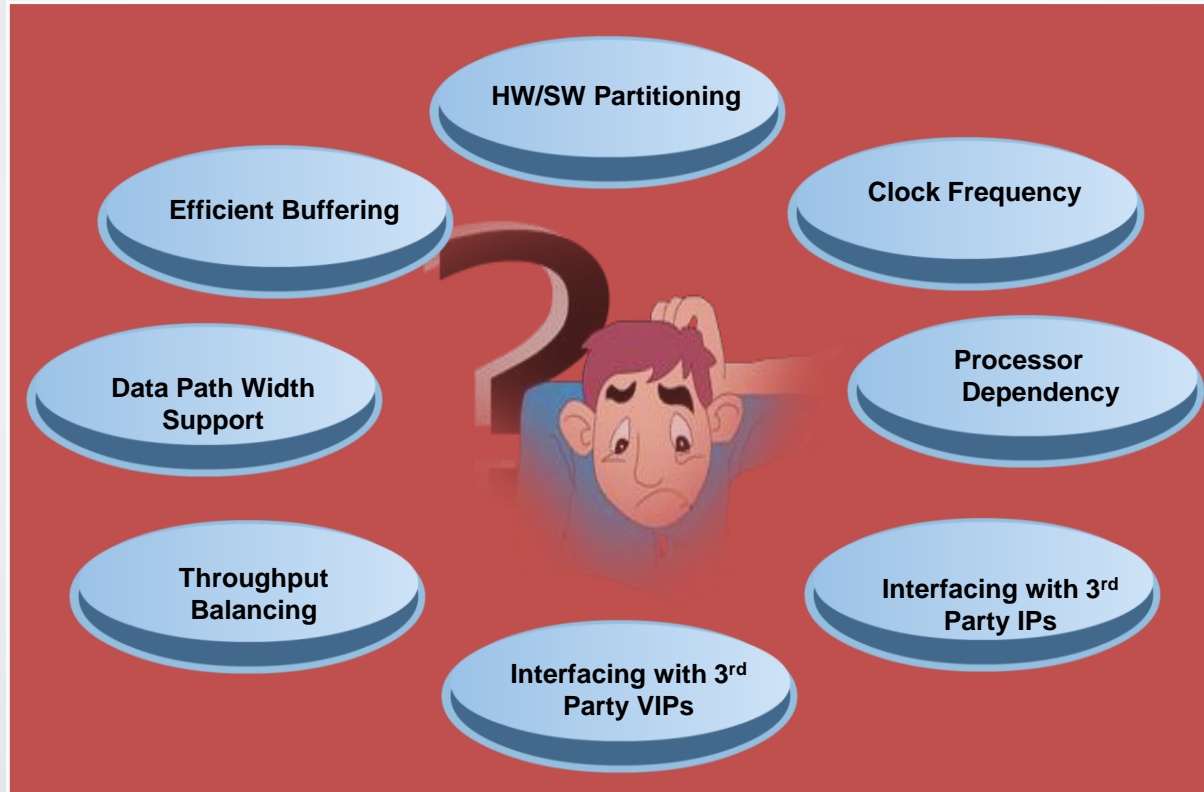 HW/SW Partitioning
Clock Frequency
Efficient Buffering
Processor
Dependency
Data Path Width
Support
Throughput
Balancing
Interfacing with 3rd
Party IPs
Interfacing with 3rd
Party VIPs